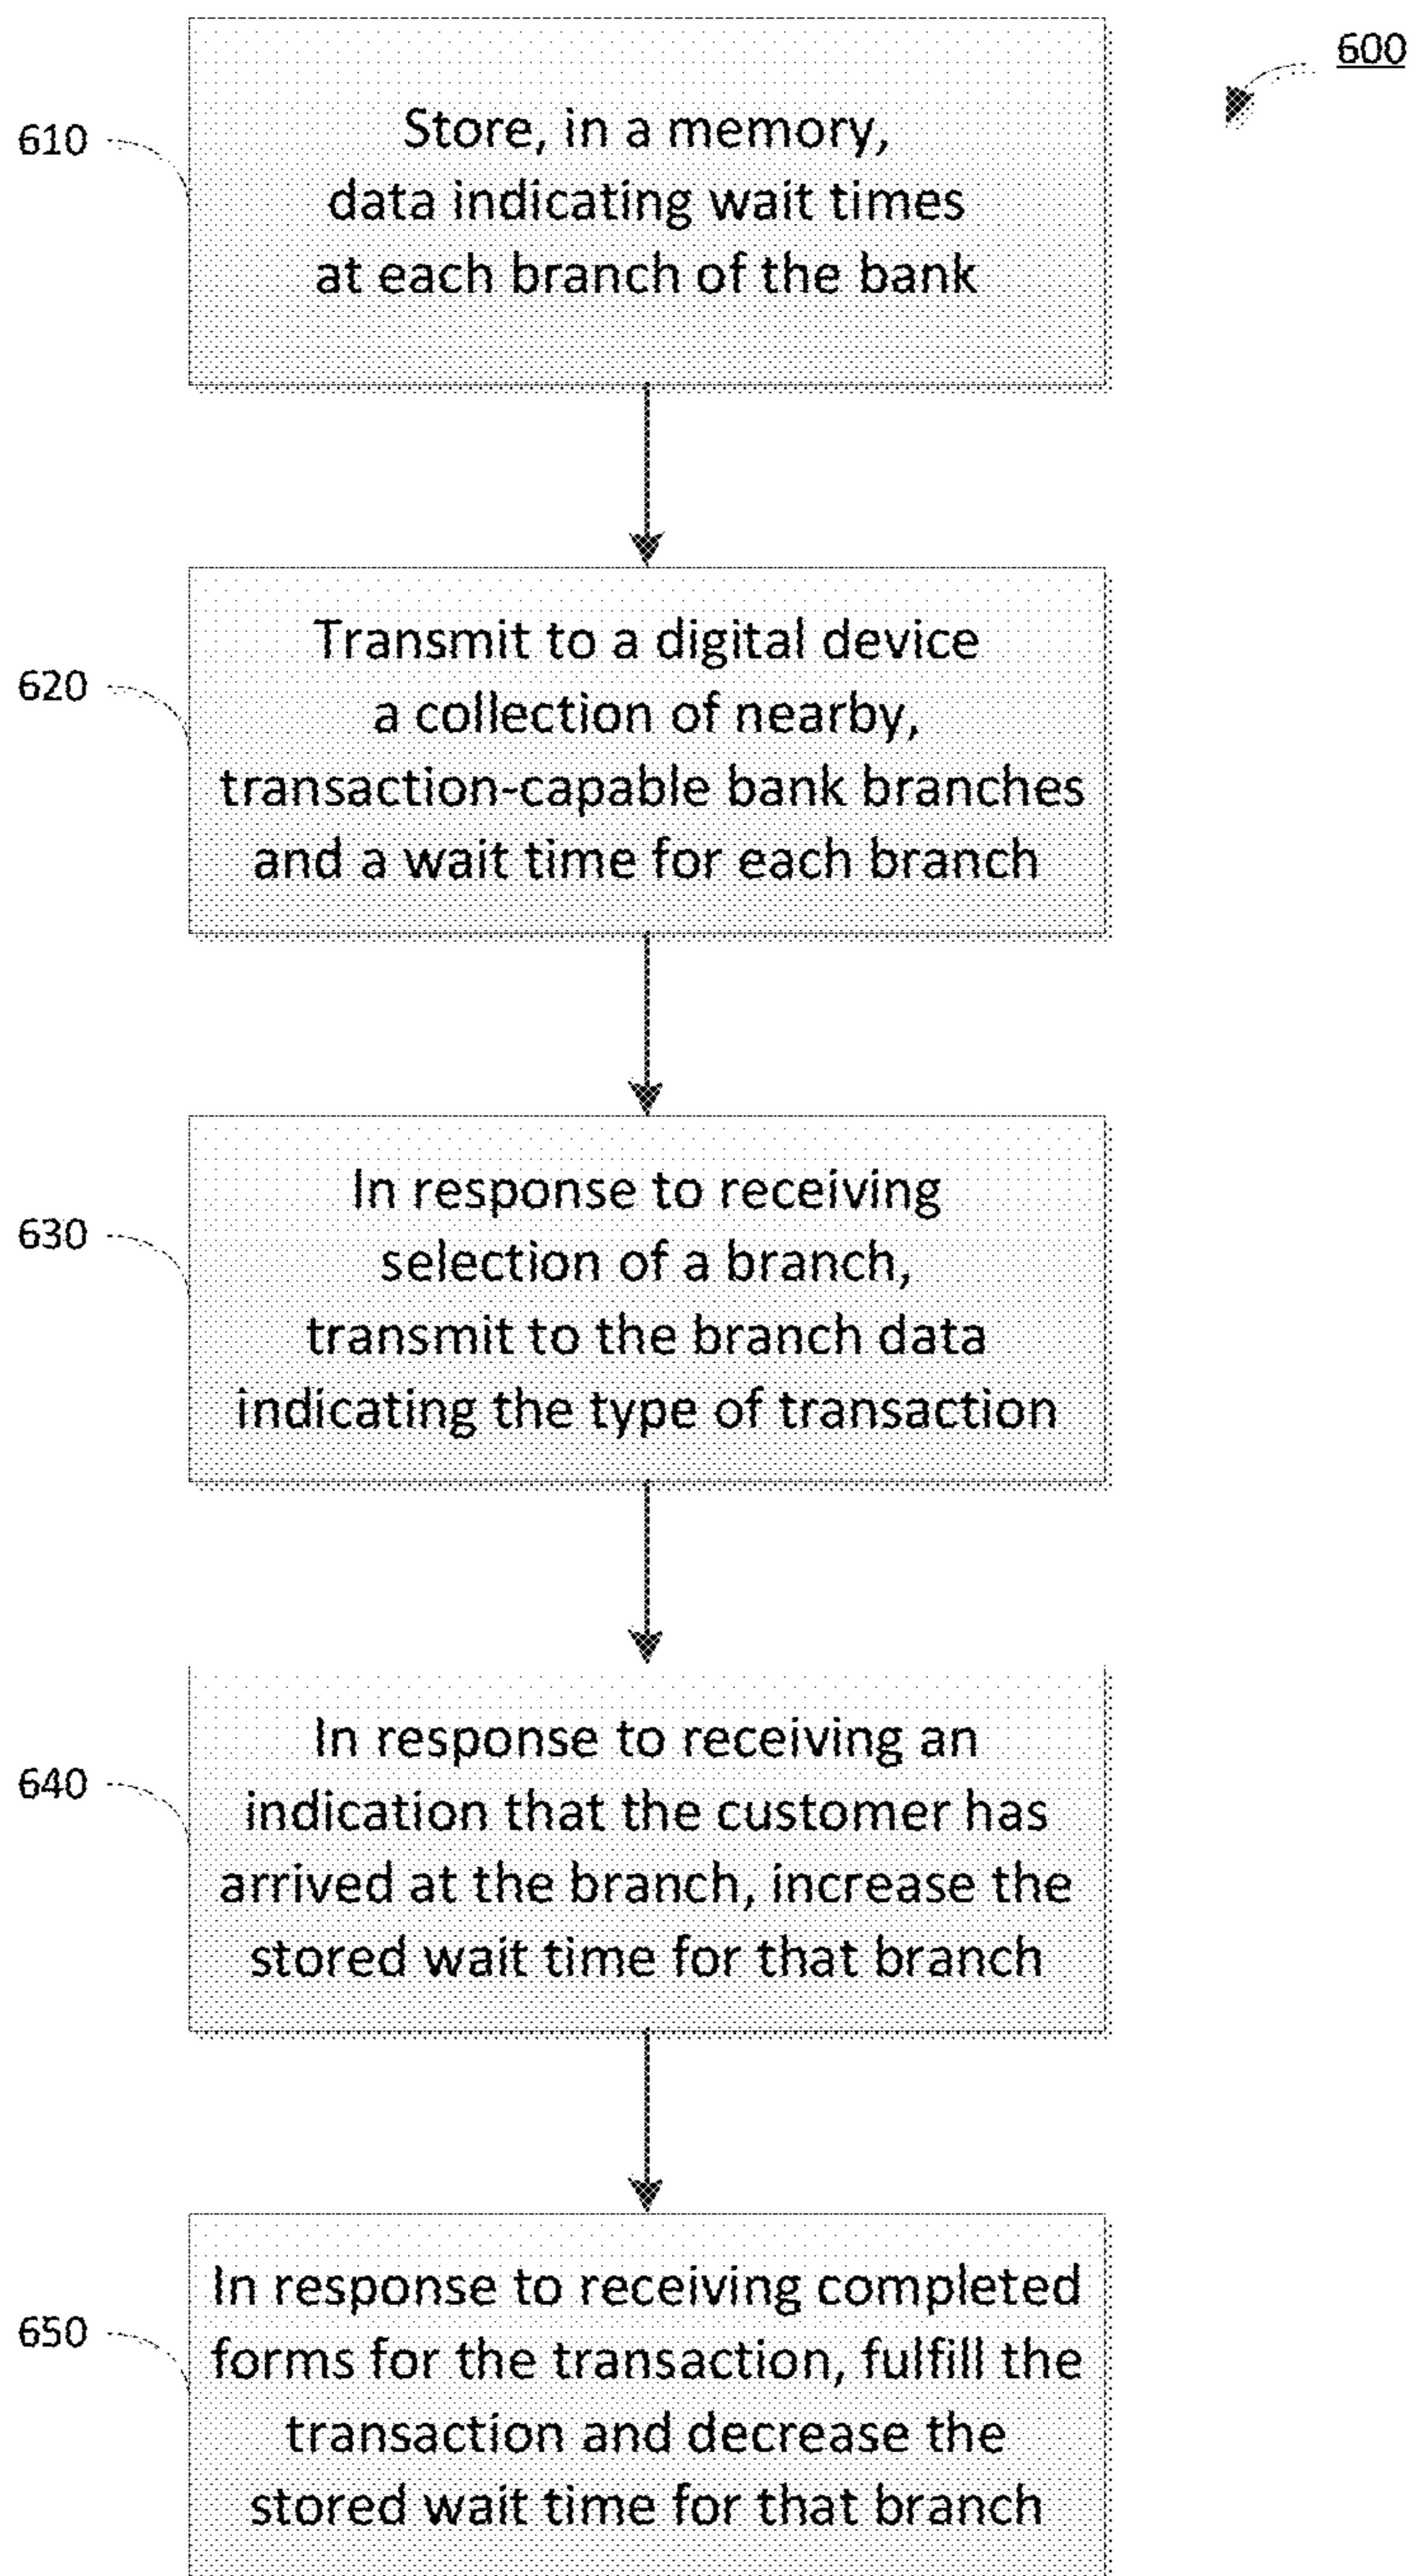 600
610
Store, in a memory,
data indicating wait times
at each branch of the bank
620
Transmit to a digital device
a collection of nearby,
transaction-capable bank branches
and a wait time for each branch
630
In response to receiving
selection of a branch,
transmit to the branch data
indicating the type of transaction
640
In response to receiving an
indication that the customer has
arrived at the branch, increase the
stored wait time for that branch
650
In response to receiving completed
forms for the transaction, fulfill the
transaction and decrease the
stored wait time for that branch